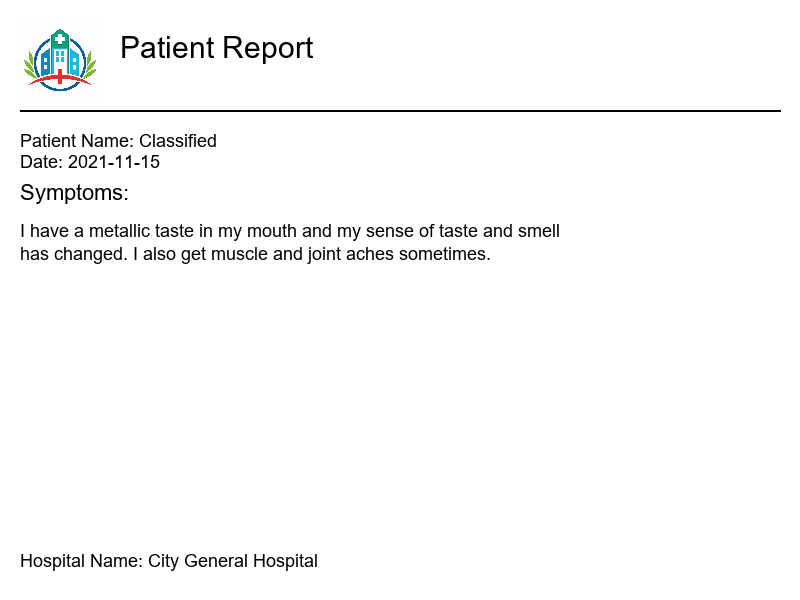 Patient Report
Patient Name: Classified
Date: 2021-11-15
Symptoms:
I have a metallic taste in my mouth and my sense of taste and smell
has changed. I also get muscle and joint aches sometimes.
Hospital Name: City General Hospital